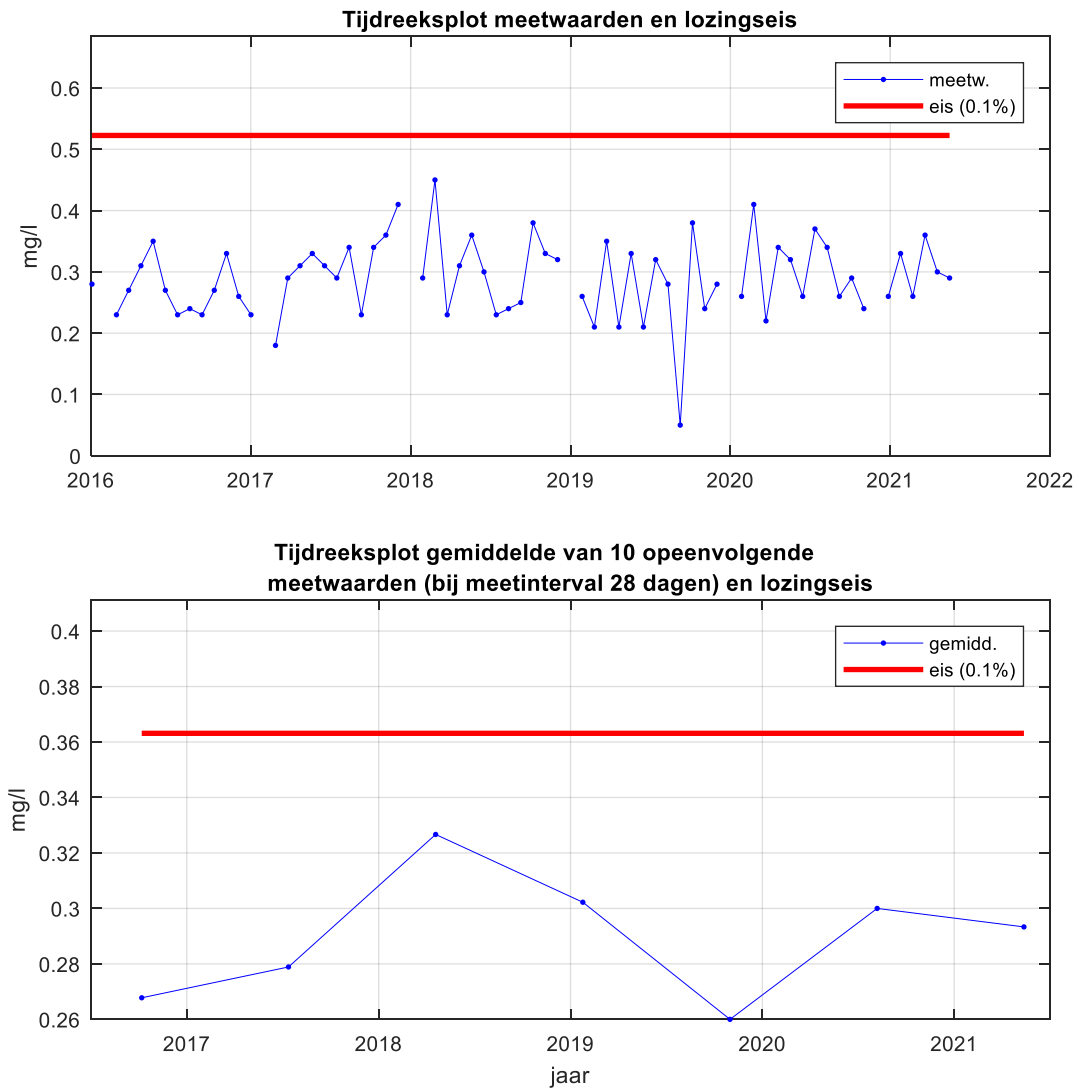 Tijdreeksplot meetwaarden en lozingseis
mg/l
0.6
0.5
0.4
0.3
0.2
0.1
0
meetw.
eis (0.1%)
2016 2017 2018 2019 2020 2021 2022
Tijdreeksplot gemiddelde van 10 opeenvolgende
meetwaarden (bij meetinterval 28 dagen) en lozingseis
mg/l
0.4
0.38
0.36
0.34
0.32
0.3
0.28
0.26
gemidd.
eis (0.1%)
2017 2018 2019 2020 2021
jaar